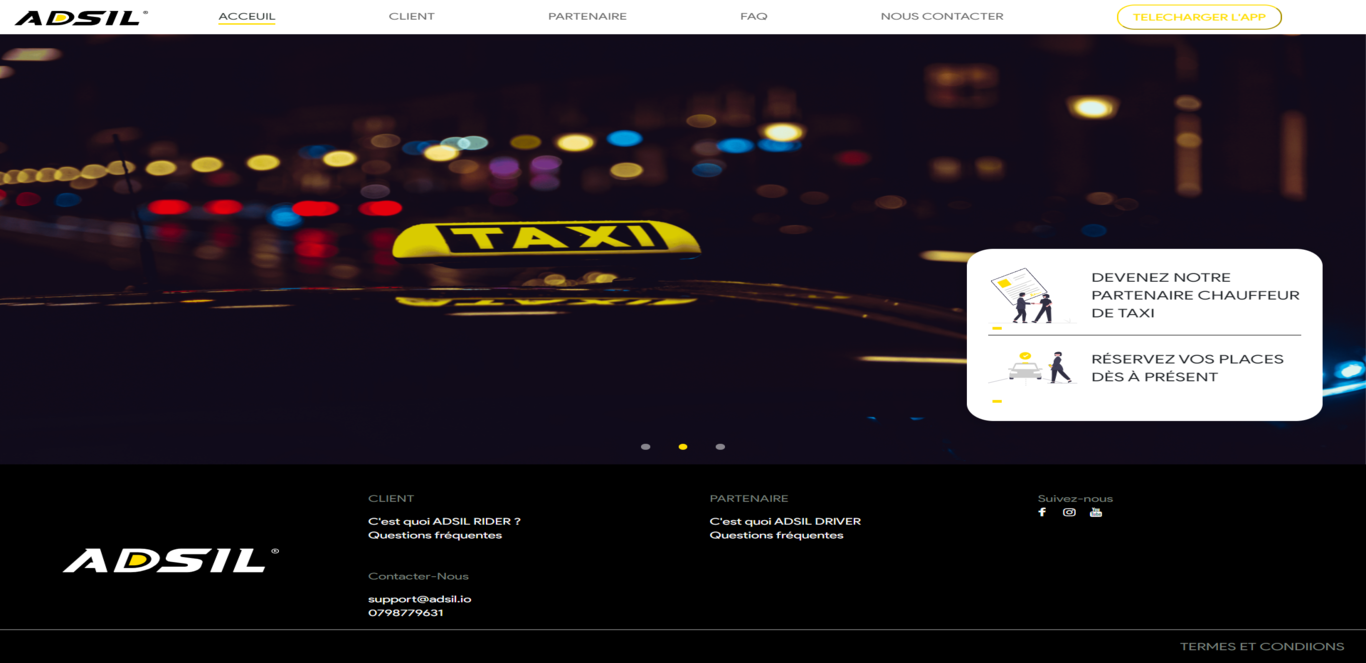 ADSIL®
ACCEUIL
CLIENT
PARTENAIRE
FAQ
NOUS CONTACTER
TELECHARGER L'APP
TAXI
DEVENEZ NOTRE
PARTENAIRE CHAUFFEUR
DE TAXI
RÉSERVEZ VOS PLACES
DÈS À PRÉSENT
ADSIL®
CLIENT
C'est quoi ADSIL RIDER ?
Questions fréquentes
Contacter-Nous
support@adsil.io
0798779631
PARTENAIRE
C'est quoi ADSIL DRIVER
Questions fréquentes
Suivez-nous
TERMES ET CONDIIONS